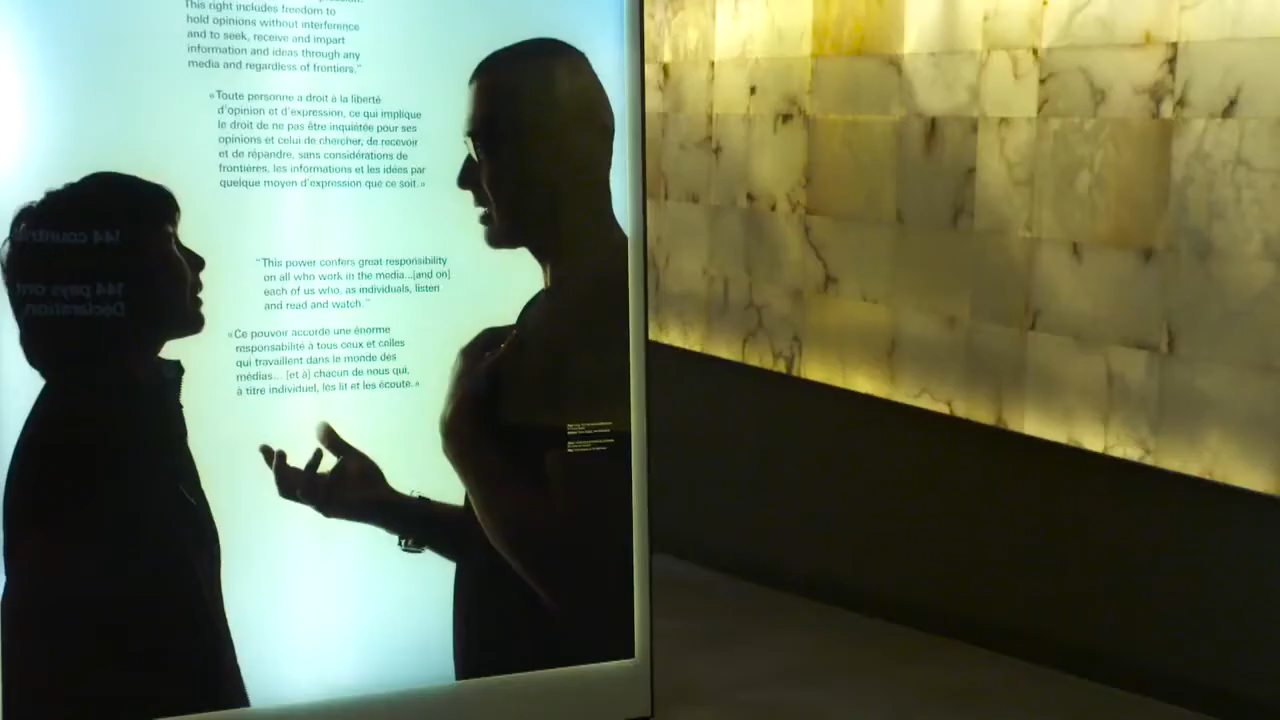 This right includes freedom to
hold opinions without interference
and to seek, receive and impart
information and ideas through any
media and regardless of frontiers."
«Toute personne a droit à la liberté
d'opinion et d'expression, ce qui implique
le droit de ne pas être inquiétée pour ses
opinions et celui de chercher, de recevoir
et de répandre, sans considérations de
frontières, les informations et les idées par
quelque moyen d'expression que ce soit.»
"This power confers great responsibility
on all who work in the media...[and on]
each of us who, as individuals, listen
and read and watch."
«Ce pouvoir accorde une énorme
responsabilité à tous ceux et celles
qui travaillent dans le monde des
médias... [et à] chacun de nous qui,
à titre individuel, les lit et les écoute.»
144 countries
144 pays ont
Déclaration